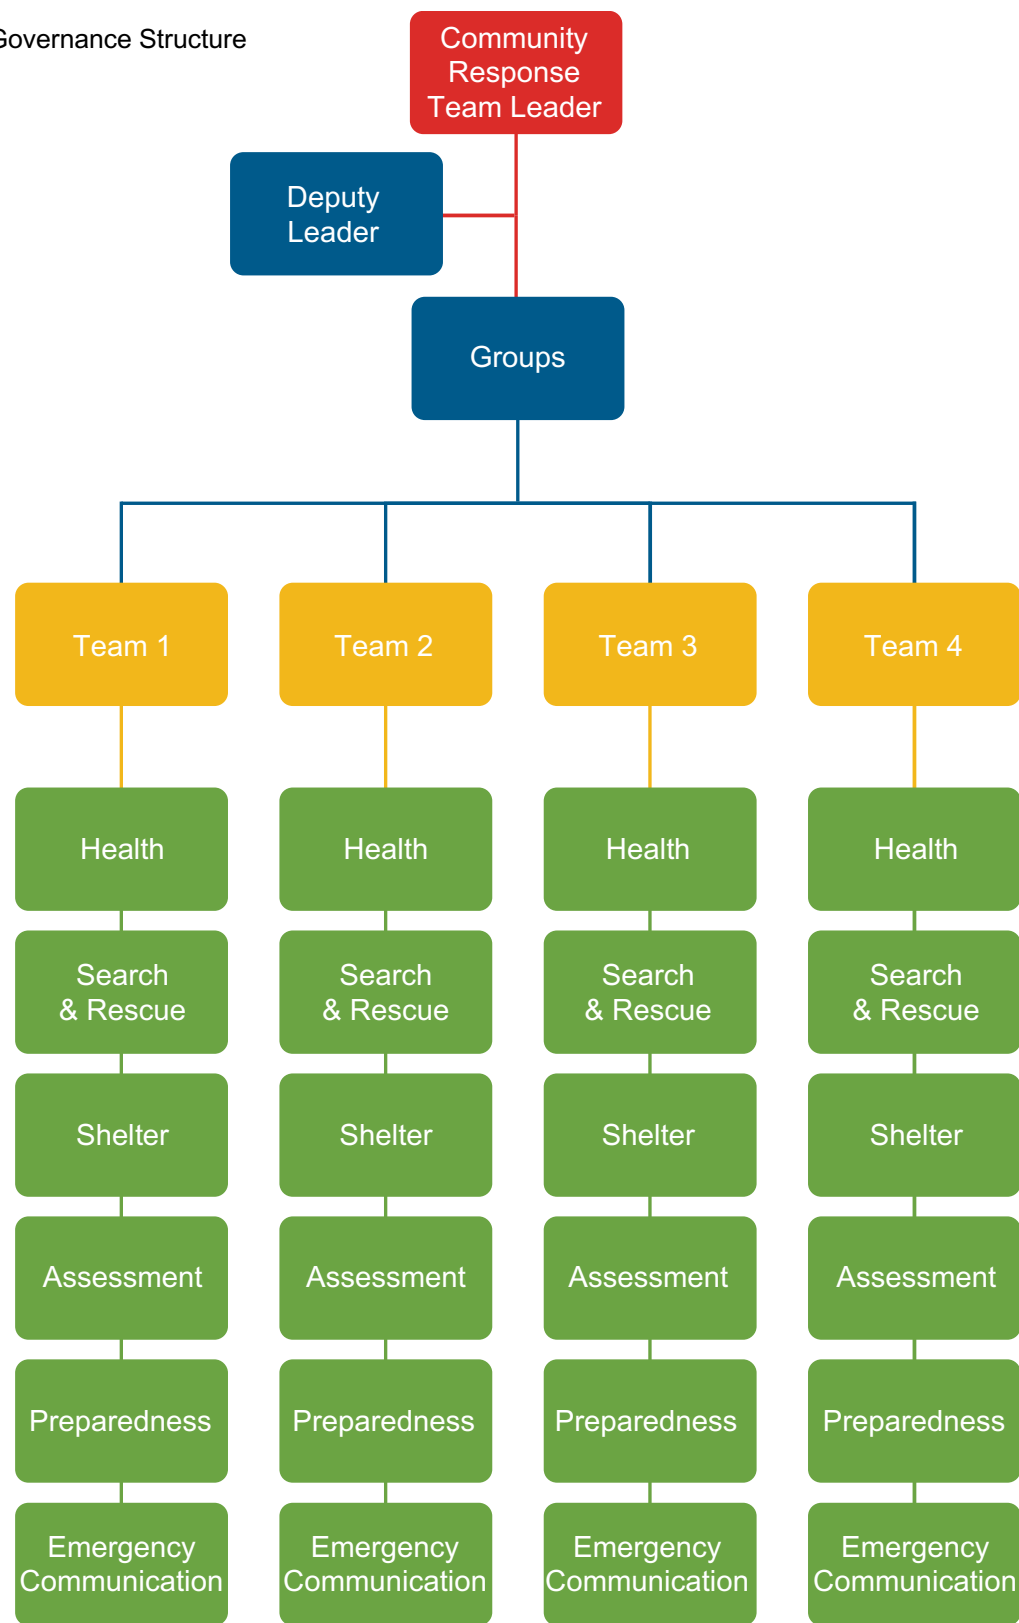 Governance Structure
Community
Response
Team Leader
Deputy
Leader
Groups
Team 1
Team 2
Team 3
Team 4
Health
Health
Health
Health
Search
& Rescue
Search
& Rescue
Search
& Rescue
Search
& Rescue
Shelter
Shelter
Shelter
Shelter
Assessment
Assessment
Assessment
Assessment
Preparedness
Preparedness
Preparedness
Preparedness
Emergency
Communication
Emergency
Communication
Emergency
Communication
Emergency
Communication